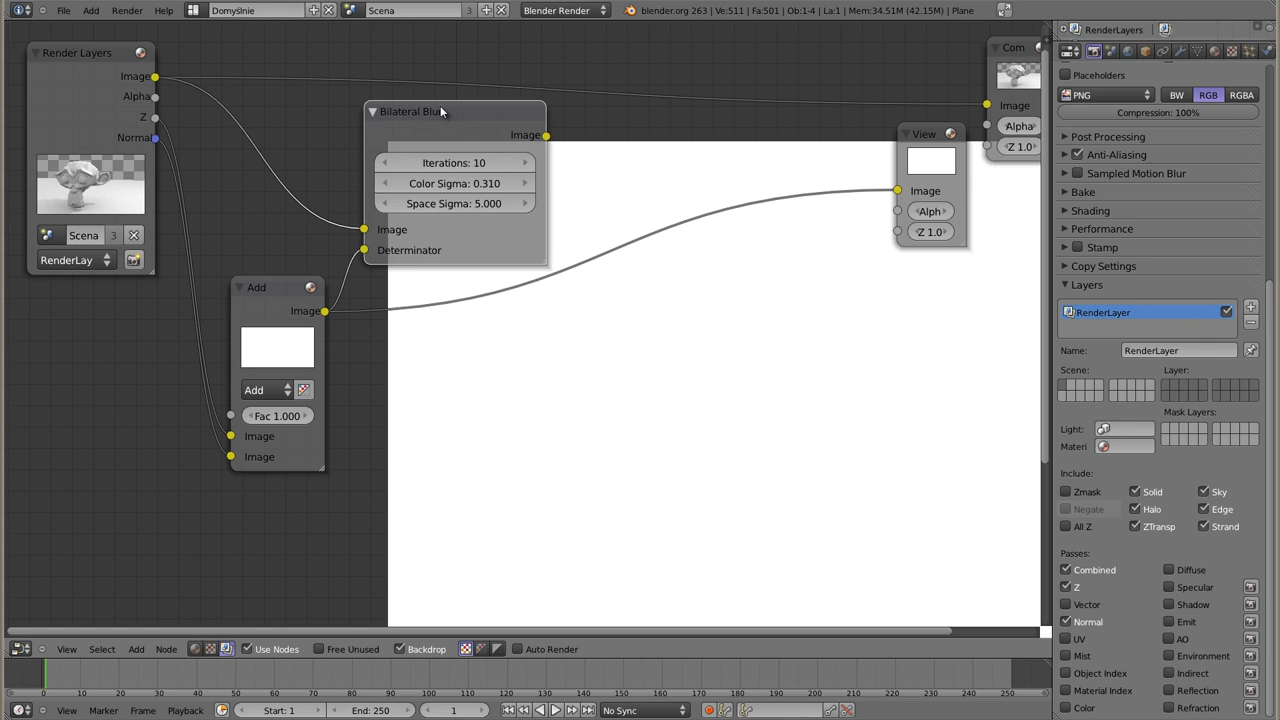 File Add Render Help Domyślnie Scena 3 Blender Render blender.org 263 | Ve:511 | Fa:501 | Ob:1-4 | La:1 | Mem:34.51M (42.15M) | Plane
Render Layers
Image
Alpha
Z
Normal
Scena 3
RenderLay
Add
Image
Add
Fac 1.000
Image
Image
Bilateral Blu
Image
Iterations: 10
Color Sigma: 0.310
Space Sigma: 5.000
Image
Determinator
View
Image
Alph
Z 1.0
Com
Image
Alpha
Z 1.0
RenderLayers
Placeholders
PNG BW RGB RGBA
Compression: 100%
Post Processing
Anti-Aliasing
Sampled Motion Blur
Bake
Shading
Performance
Stamp
Copy Settings
Layers
RenderLayer
Name: RenderLayer
Scene: Layer:
Mask Layers:
Light:
Materi
Include:
Zmask Solid Sky
Negate Halo Edge
All Z ZTransp Strand
Passes:
Combined Diffuse
Z Specular
Vector Shadow
Normal Emit
UV AO
Mist Environment
Object Index Indirect
Material Index Reflection
Color Refraction
View Select Add Node Use Nodes Free Unused Backdrop Auto Render
0 10 20 30 40 50 60 70 80 90 100 110 120 130 140 150 160 170 180 190 200 210 220 230 240 250
View Marker Frame Playback Start: 1 End: 250 1 No Sync